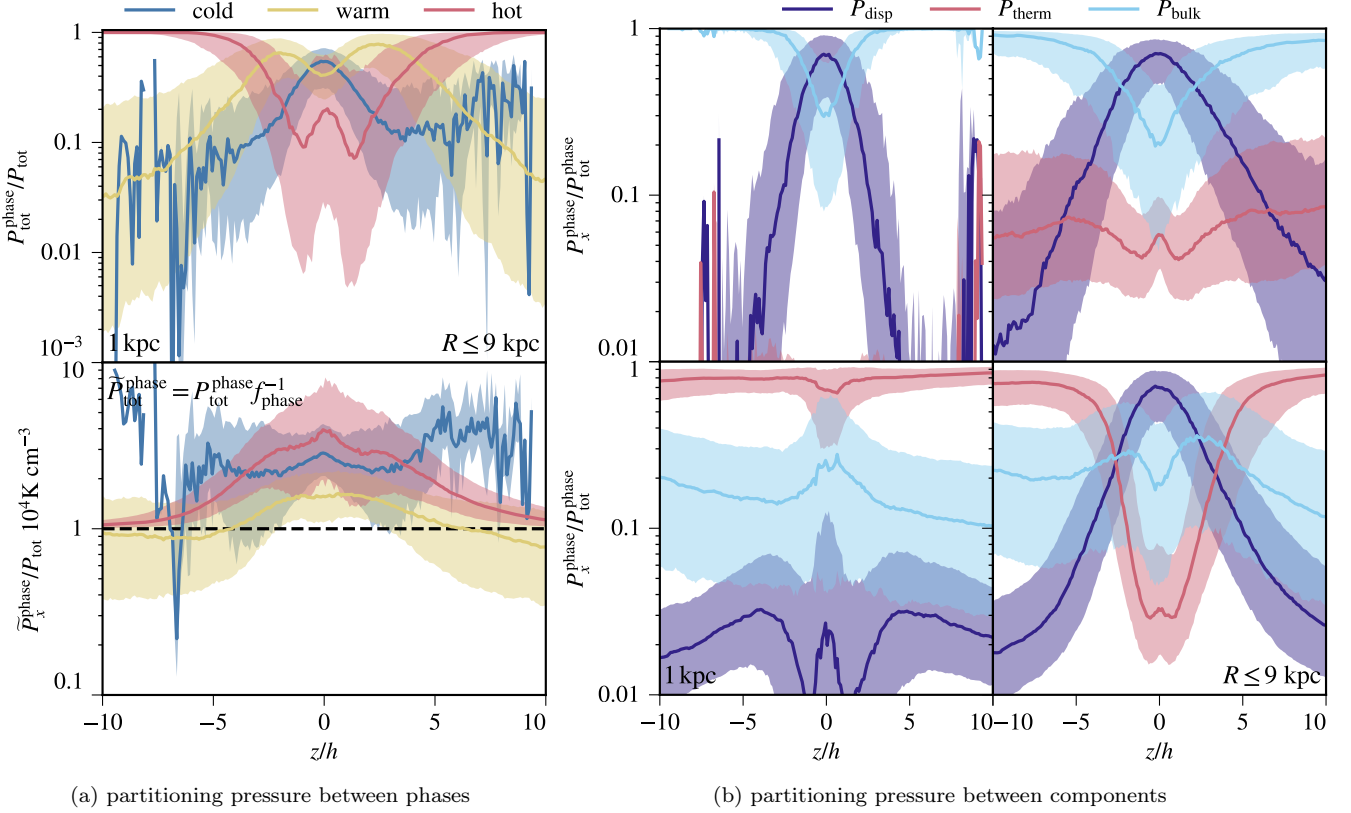 cold warm hot
P_tot^phase/P_tot
1
0.1
0.01
10^−3
1 kpc
R ≤ 9 kpc
P̃_tot^phase = P_tot^phase f_phase^−1
P̃_x^phase/P_tot 10^4 K cm^−3
10
1
0.1
−10 −5 0 5 10
z/h
(a) partitioning pressure between phases
P_disp P_therm P_bulk
P_x^phase/P_tot^phase
1
0.1
0.01
P_x^phase/P_tot^phase
1
0.1
0.01
1 kpc
R ≤ 9 kpc
−10 −5 0 5 −10 −5 0 5 10
z/h z/h
(b) partitioning pressure between components